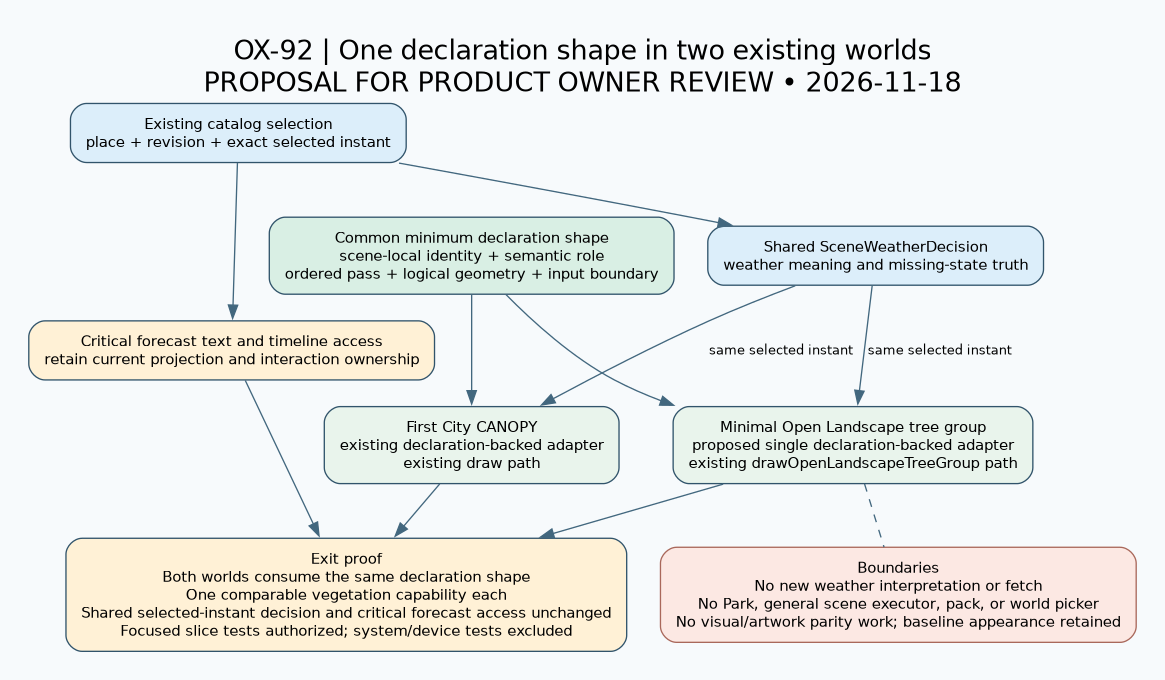 OX-92 | One declaration shape in two existing worlds
PROPOSAL FOR PRODUCT OWNER REVIEW • 2026-11-18
Existing catalog selection
place + revision + exact selected instant
Common minimum declaration shape
scene-local identity + semantic role
ordered pass + logical geometry + input boundary
Shared SceneWeatherDecision
weather meaning and missing-state truth
Critical forecast text and timeline access
retain current projection and interaction ownership
same selected instant
same selected instant
First City CANOPY
existing declaration-backed adapter
existing draw path
Minimal Open Landscape tree group
proposed single declaration-backed adapter
existing drawOpenLandscapeTreeGroup path
Exit proof
Both worlds consume the same declaration shape
One comparable vegetation capability each
Shared selected-instant decision and critical forecast access unchanged
Focused slice tests authorized; system/device tests excluded
Boundaries
No new weather interpretation or fetch
No Park, general scene executor, pack, or world picker
No visual/artwork parity work; baseline appearance retained